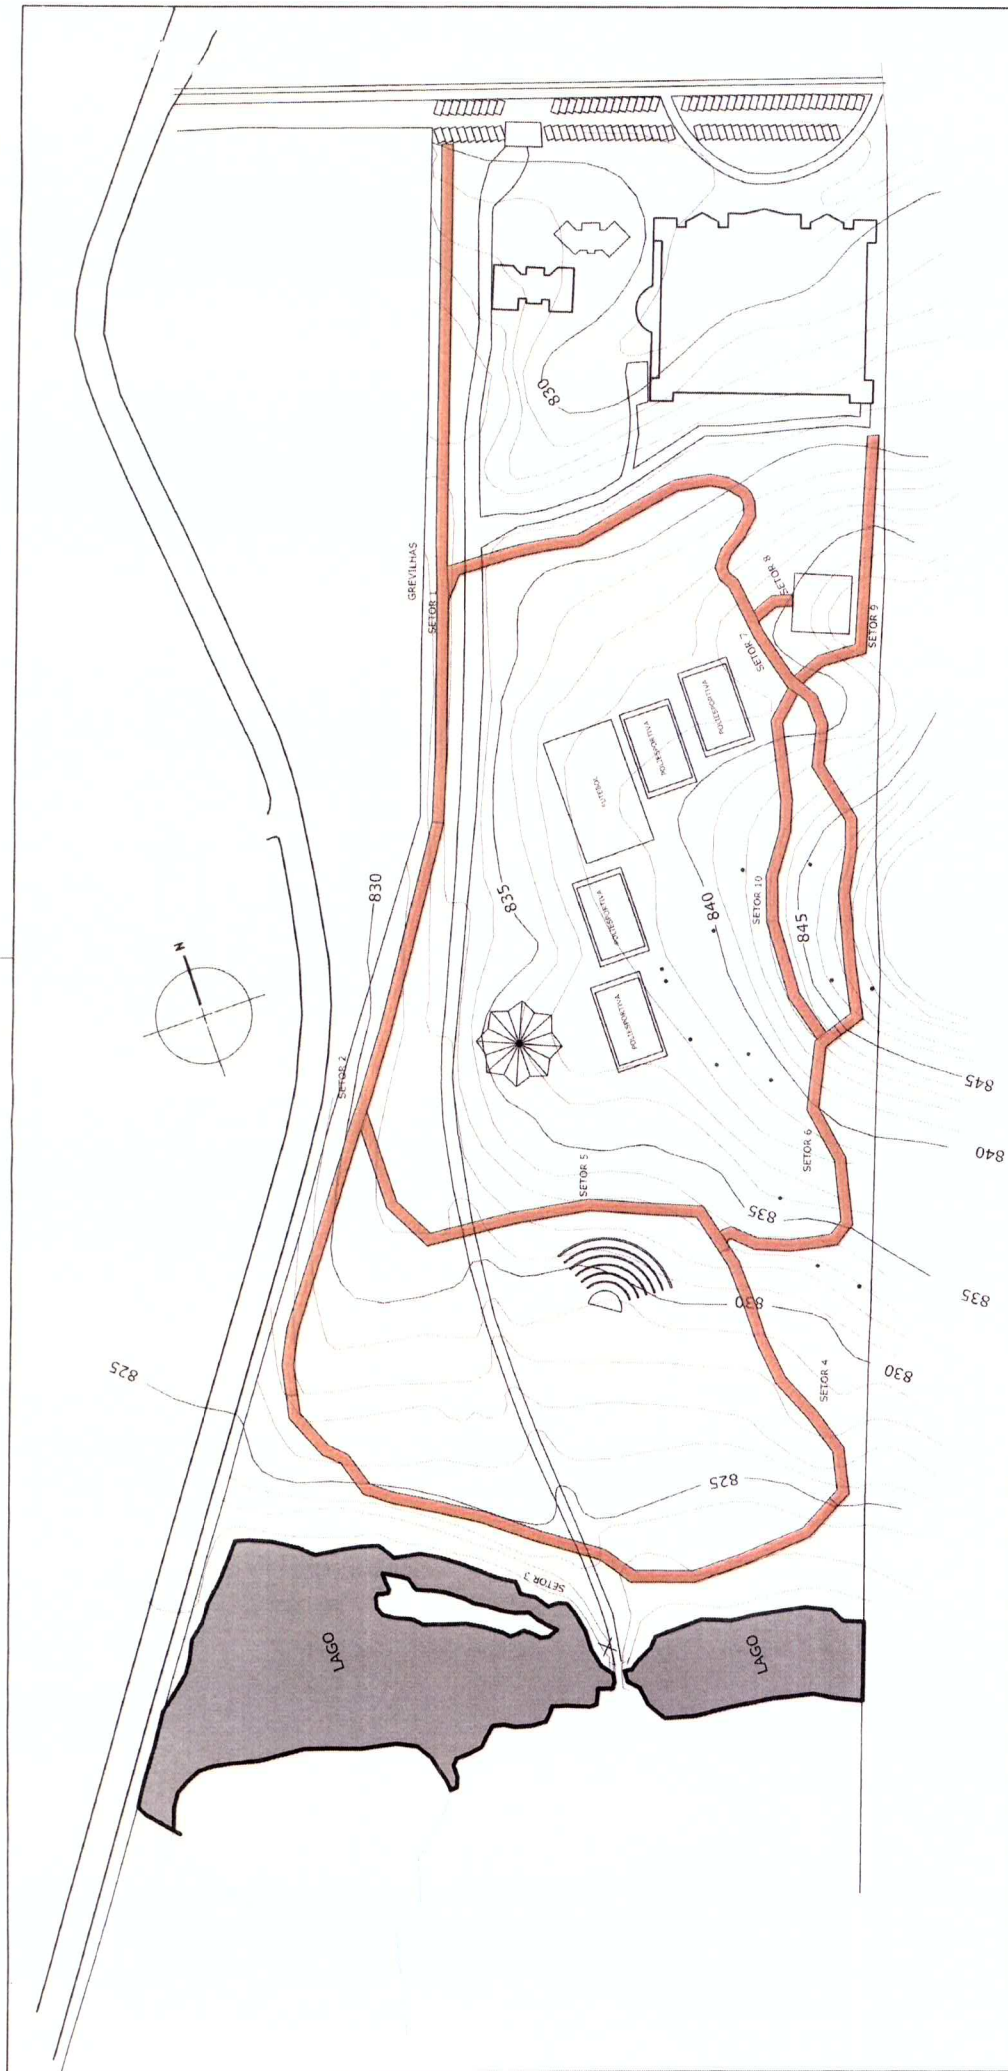 830
GREVILHAS
SETOR 1
SETOR 8
SETOR 7
SETOR 9
POLIESPORTIVA
POLIESPORTIVA
FUTEBOL
830
835
POLIESPORTIVA
840
SETOR 10
845
N
POLIESPORTIVA
SETOR 2
845
SETOR 6
840
SETOR 5
835
835
830
830
825
SETOR 4
825
SETOR 3
LAGO
LAGO